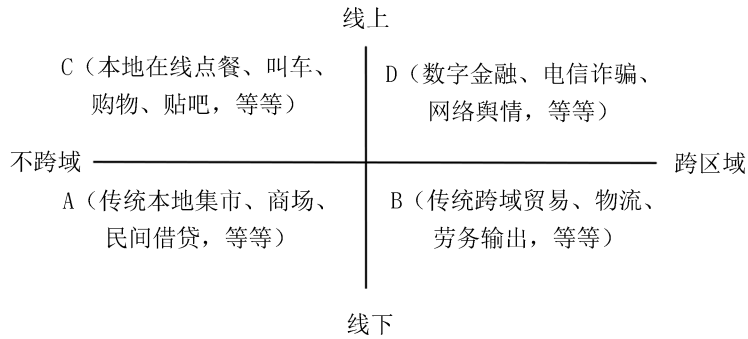 线上
C（本地在线点餐、叫车、
购物、贴吧，等等）
D（数字金融、电信诈骗、
网络舆情，等等）
不跨域
跨区域
A（传统本地集市、商场、
民间借贷，等等）
B（传统跨域贸易、物流、
劳务输出，等等）
线下